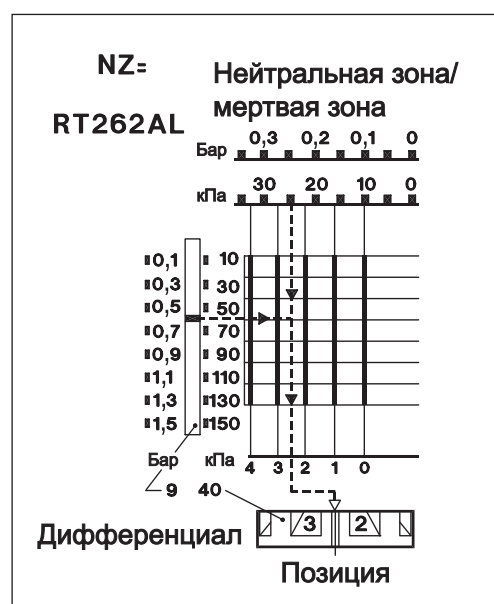 NZ=
RT262AL
Нейтральная зона/
мертвая зона
Бар 0,3 0,2 0,1 0
кПа 30 20 10 0
0,1 10
0,3 30
0,5 50
0,7 70
0,9 90
1,1 110
1,3 130
1,5 150
Бар кПа 4 3 2 1 0
9 40
Дифференциал 3 2
Позиция